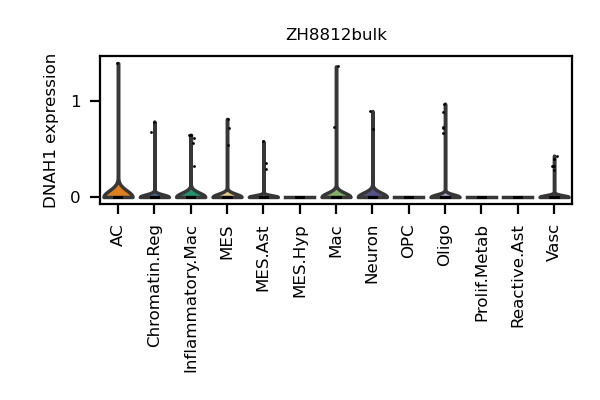 ZH8812bulk
DNAH1 expression
1
0
AC
Chromatin.Reg
Inflammatory.Mac
MES
MES.Ast
MES.Hyp
Mac
Neuron
OPC
Oligo
Prolif.Metab
Reactive.Ast
Vasc